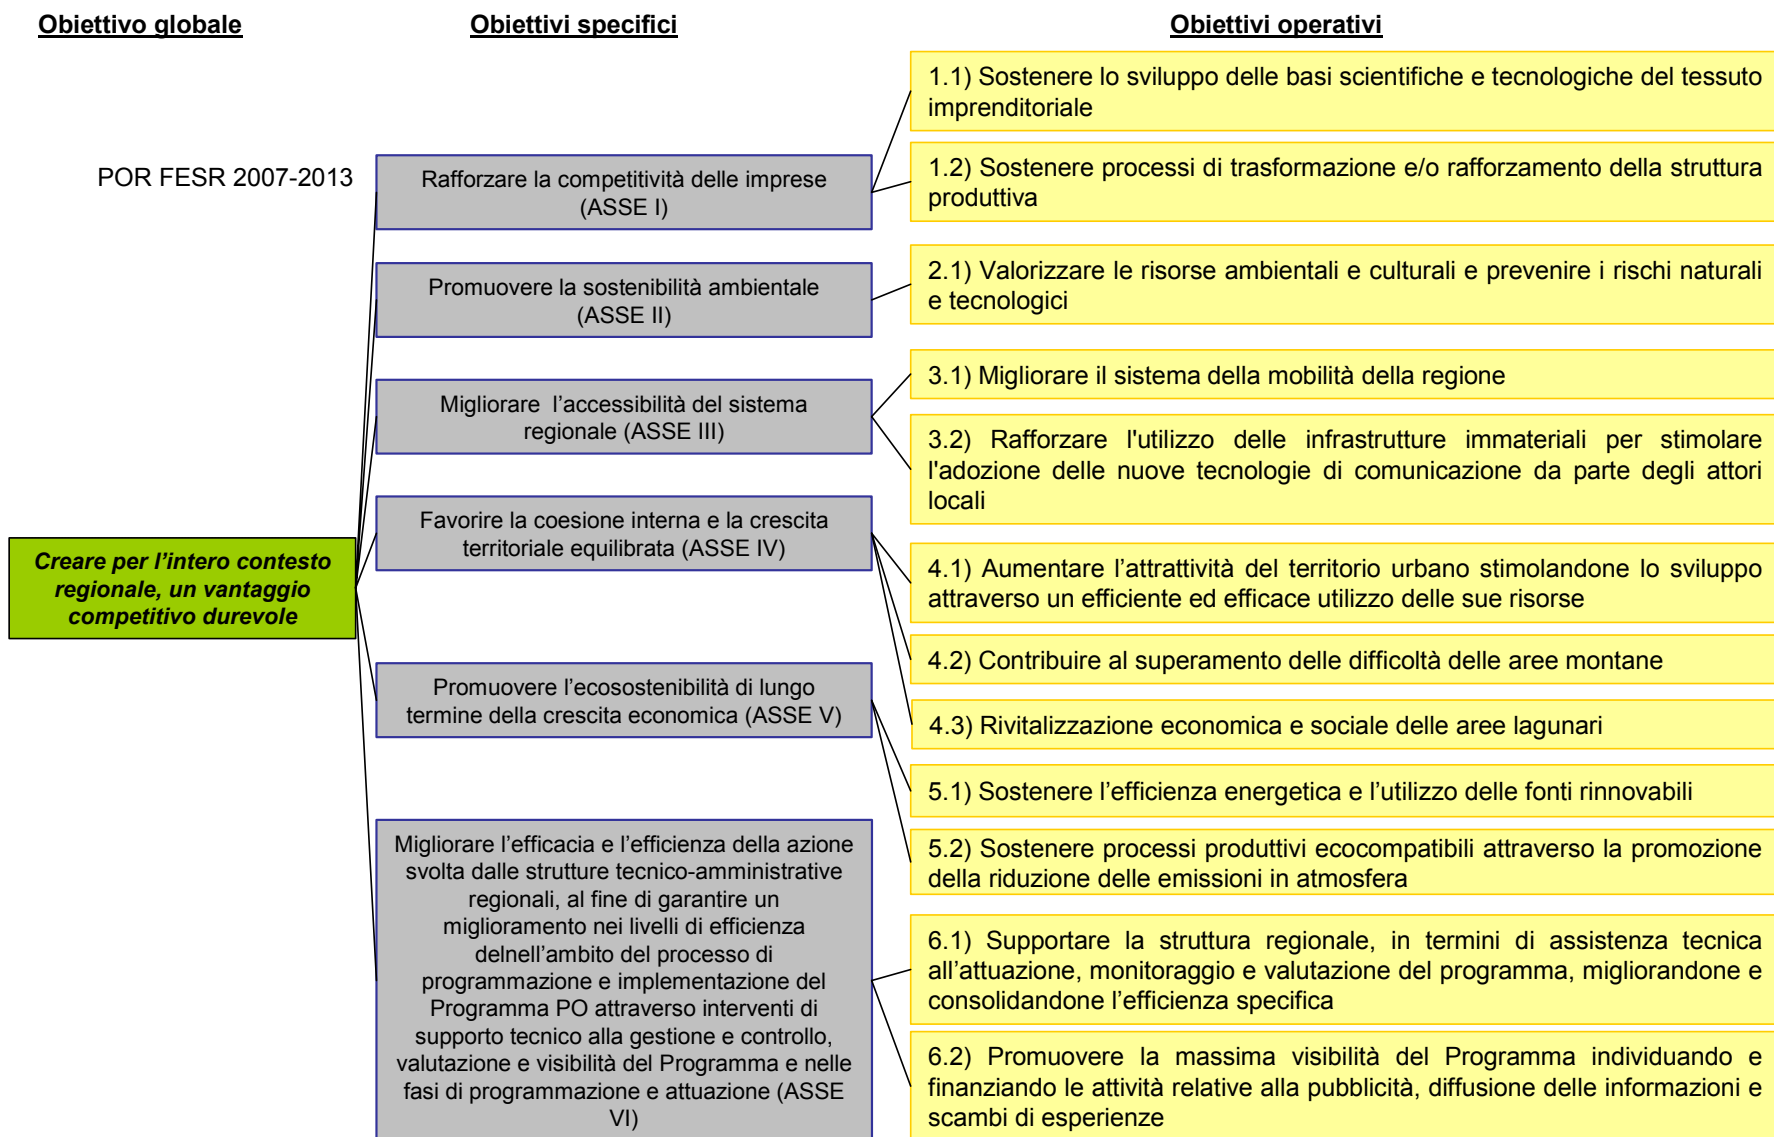 Obiettivo globale
Obiettivi specifici
Obiettivi operativi
POR FESR 2007-2013
Creare per l’intero contesto
regionale, un vantaggio
competitivo durevole
Rafforzare la competitività delle imprese
(ASSE I)
Promuovere la sostenibilità ambientale
(ASSE II)
Migliorare  l’accessibilità del sistema
regionale (ASSE III)
Favorire la coesione interna e la crescita
territoriale equilibrata (ASSE IV)
Promuovere l’ecosostenibilità di lungo
termine della crescita economica (ASSE V)
Migliorare l’efficacia e l’efficienza della azione
svolta dalle strutture tecnico-amministrative
regionali, al fine di garantire un
miglioramento nei livelli di efficienza
delnell’ambito del processo di
programmazione e implementazione del
Programma PO attraverso interventi di
supporto tecnico alla gestione e controllo,
valutazione e visibilità del Programma e nelle
fasi di programmazione e attuazione (ASSE
VI)
1.1) Sostenere lo sviluppo delle basi scientifiche e tecnologiche del tessuto
imprenditoriale
1.2) Sostenere processi di trasformazione e/o rafforzamento della struttura
produttiva
2.1) Valorizzare le risorse ambientali e culturali e prevenire i rischi naturali
e tecnologici
3.1) Migliorare il sistema della mobilità della regione
3.2) Rafforzare l'utilizzo delle infrastrutture immateriali per stimolare
l'adozione delle nuove tecnologie di comunicazione da parte degli attori
locali
4.1) Aumentare l’attrattività del territorio urbano stimolandone lo sviluppo
attraverso un efficiente ed efficace utilizzo delle sue risorse
4.2) Contribuire al superamento delle difficoltà delle aree montane
4.3) Rivitalizzazione economica e sociale delle aree lagunari
5.1) Sostenere l’efficienza energetica e l’utilizzo delle fonti rinnovabili
5.2) Sostenere processi produttivi ecocompatibili attraverso la promozione
della riduzione delle emissioni in atmosfera
6.1) Supportare la struttura regionale, in termini di assistenza tecnica
all’attuazione, monitoraggio e valutazione del programma, migliorandone e
consolidandone l’efficienza specifica
6.2) Promuovere la massima visibilità del Programma individuando e
finanziando le attività relative alla pubblicità, diffusione delle informazioni e
scambi di esperienze